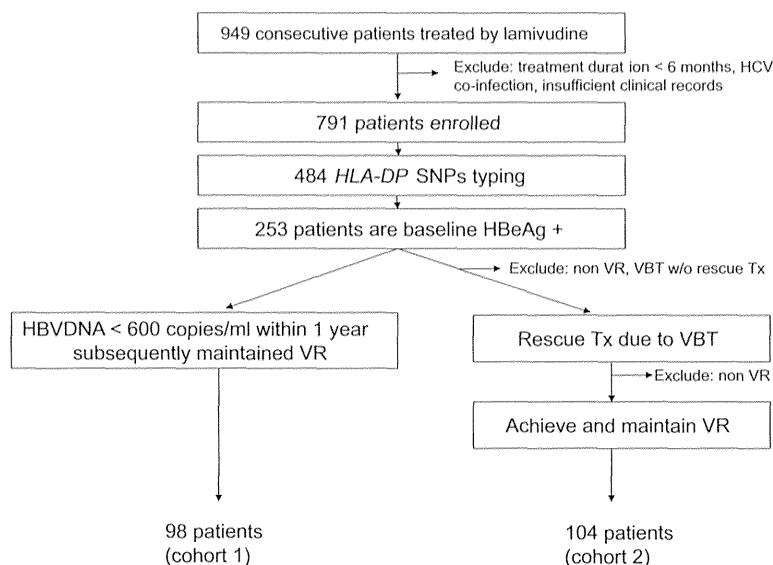 949 consecutive patients treated by lamivudine
Exclude: treatment durat ion < 6 months, HCV
co-infection, insufficient clinical records
791 patients enrolled
484 HLA-DP SNPs typing
253 patients are baseline HBeAg +
Exclude: non VR, VBT w/o rescue Tx
HBVDNA < 600 copies/ml within 1 year
subsequently maintained VR
Rescue Tx due to VBT
Exclude: non VR
Achieve and maintain VR
98 patients
(cohort 1)
104 patients
(cohort 2)